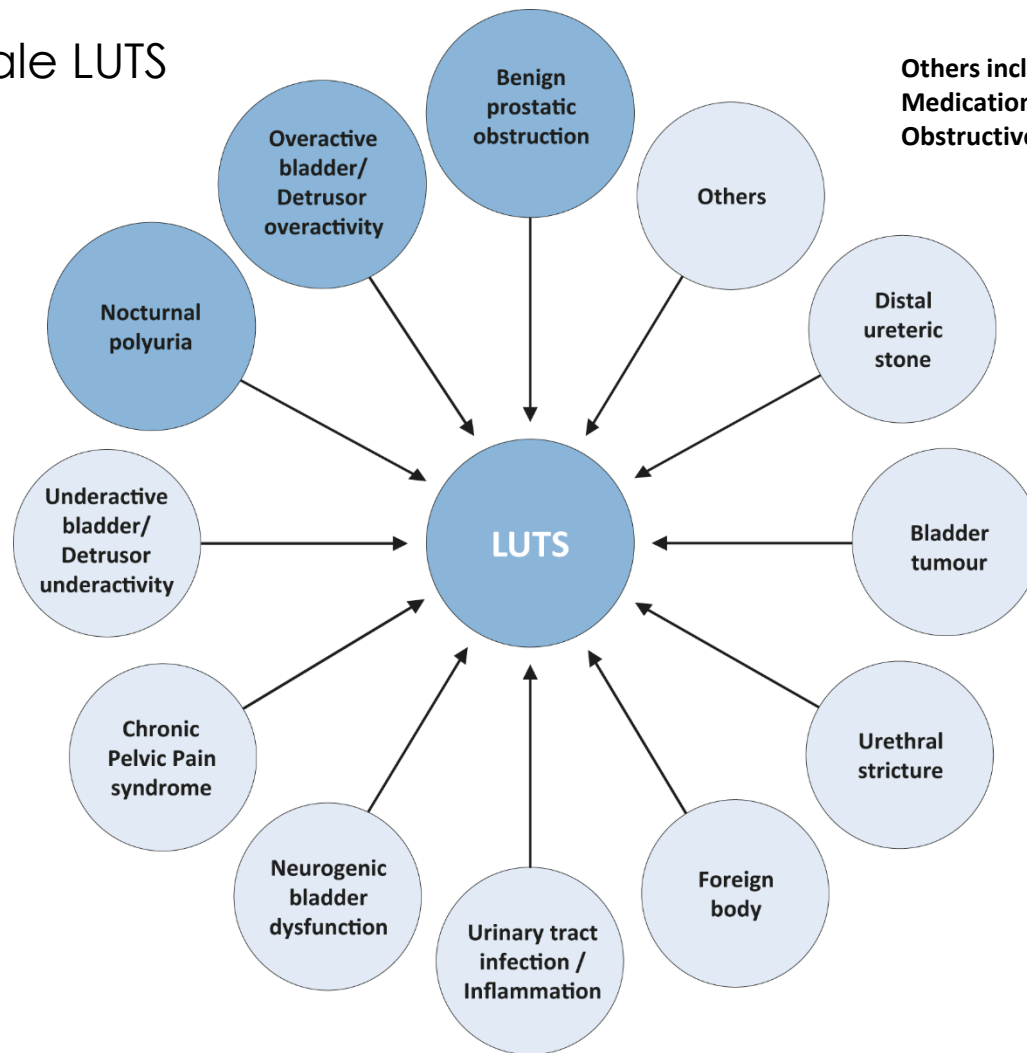 ale LUTS
Others incl
Medication
Obstructive
Benign
prostatic
obstruction
Overactive
bladder/
Detrusor
overactivity
Others
Nocturnal
polyuria
Distal
ureteric
stone
Underactive
bladder/
Detrusor
underactivity
LUTS
Bladder
tumour
Chronic
Pelvic Pain
syndrome
Urethral
stricture
Neurogenic
bladder
dysfunction
Foreign
body
Urinary tract
infection /
Inflammation